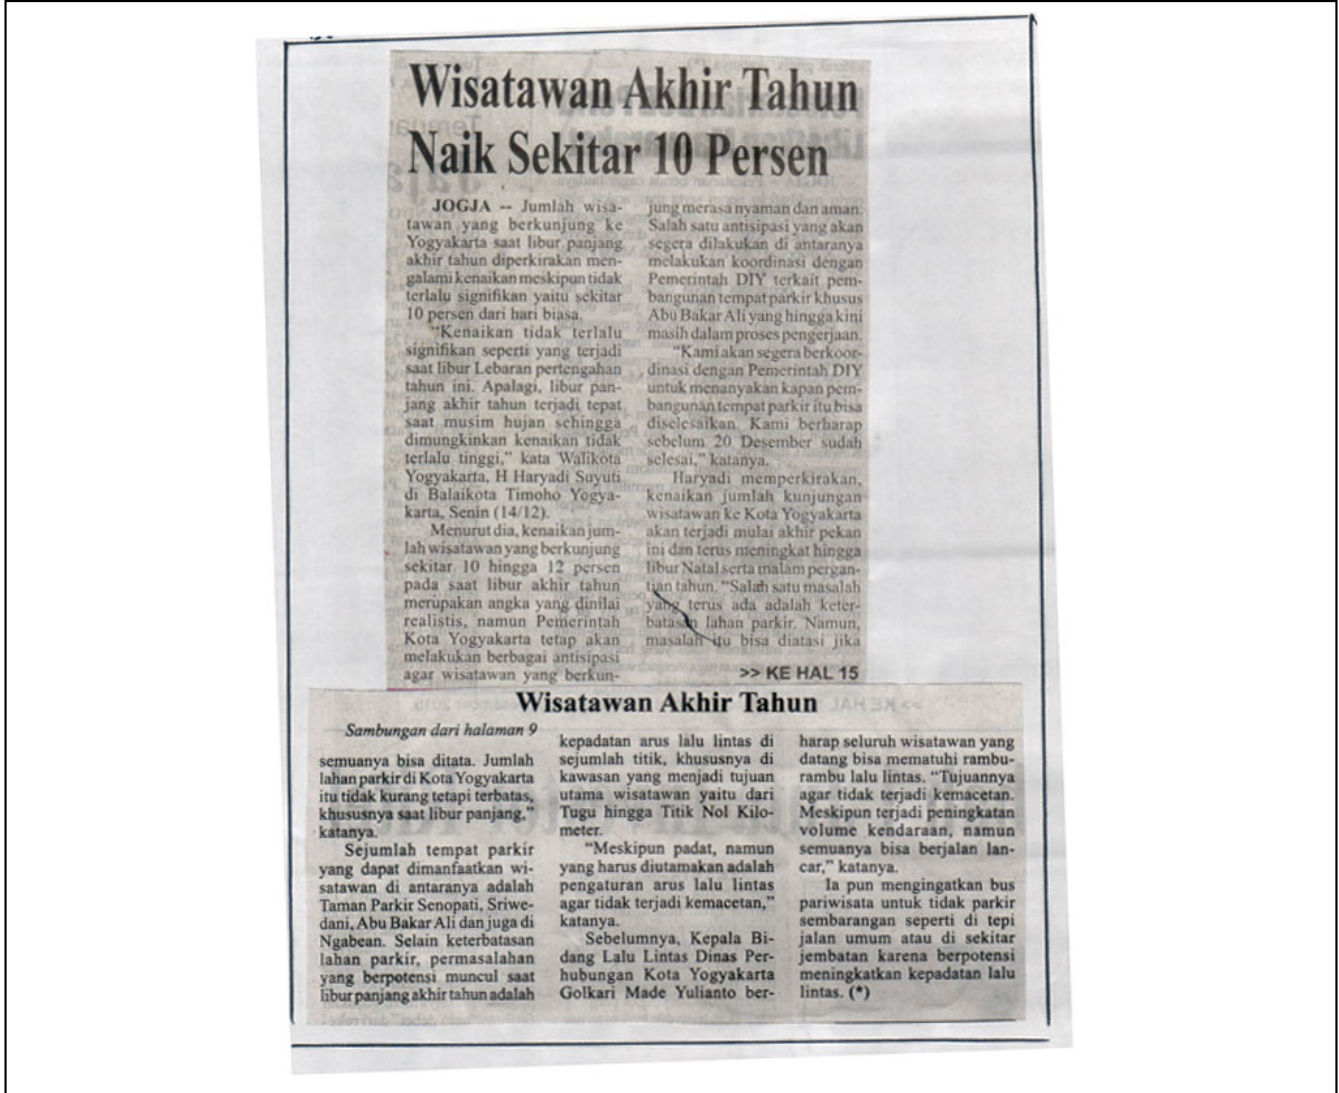 Wisatawan Akhir Tahun
Naik Sekitar 10 Persen
JOGJA -- Jumlah wisa-
tawan yang berkunjung ke
Yogyakarta saat libur panjang
akhir tahun diperkirakan men-
galami kenaikan meskipun tidak
terlalu signifikan yaitu sekitar
10 persen dari hari biasa.
"Kenaikan tidak terlalu
signifikan seperti yang terjadi
saat libur Lebaran pertengahan
tahun ini. Apalagi, libur pan-
jang akhir tahun terjadi tepat
saat musim hujan sehingga
dimungkinkan kenaikan tidak
terlalu tinggi," kata Walikota
Yogyakarta, H Haryadi Suyuti
di Balaikota Timoho Yogya-
karta, Senin (14/12).
Menurut dia, kenaikan jum-
lah wisatawan yang berkunjung
sekitar 10 hingga 12 persen
pada saat libur akhir tahun
merupakan angka yang dinilai
realistis, namun Pemerintah
Kota Yogyakarta tetap akan
melakukan berbagai antisipasi
agar wisatawan yang berkun-
jung merasa nyaman dan aman.
Salah satu antisipasi yang akan
segera dilakukan di antaranya
melakukan koordinasi dengan
Pemerintah DIY terkait pem-
bangunan tempat parkir khusus
Abu Bakar Ali yang hingga kini
masih dalam proses pengerjaan.
"Kami akan segera berkoor-
dinasi dengan Pemerintah DIY
untuk menanyakan kapan pem-
bangunan tempat parkir itu bisa
diselesaikan. Kami berharap
sebelum 20 Desember sudah
selesai," katanya.
Haryadi memperkirakan,
kenaikan jumlah kunjungan
wisatawan ke Kota Yogyakarta
akan terjadi mulai akhir pekan
ini dan terus meningkat hingga
libur Natal serta malam pergan-
tian tahun. "Salah satu masalah
yang terus ada adalah keter-
batasan lahan parkir. Namun,
masalah itu bisa diatasi jika
>> KE HAL 15
Wisatawan Akhir Tahun
Sambungan dari halaman 9
semuanya bisa ditata. Jumlah
lahan parkir di Kota Yogyakarta
itu tidak kurang tetapi terbatas,
khususnya saat libur panjang,"
katanya.
Sejumlah tempat parkir
yang dapat dimanfaatkan wi-
satawan di antaranya adalah
Taman Parkir Senopati, Sriwe-
dani, Abu Bakar Ali dan juga di
Ngabean. Selain keterbatasan
lahan parkir, permasalahan
yang berpotensi muncul saat
libur panjang akhir tahun adalah
kepadatan arus lalu lintas di
sejumlah titik, khususnya di
kawasan yang menjadi tujuan
utama wisatawan yaitu dari
Tugu hingga Titik Nol Kilo-
meter.
"Meskipun padat, namun
yang harus diutamakan adalah
pengaturan arus lalu lintas
agar tidak terjadi kemacetan,"
katanya.
Sebelumnya, Kepala Bi-
dang Lalu Lintas Dinas Per-
hubungan Kota Yogyakarta
Golkari Made Yulianto ber-
harap seluruh wisatawan yang
datang bisa mematuhi rambu-
rambu lalu lintas. "Tujuannya
agar tidak terjadi kemacetan.
Meskipun terjadi peningkatan
volume kendaraan, namun
semuanya bisa berjalan lan-
car," katanya.
Ia pun mengingatkan bus
pariwisata untuk tidak parkir
sembarangan seperti di tepi
jalan umum atau di sekitar
jembatan karena berpotensi
meningkatkan kepadatan lalu
lintas. (*)